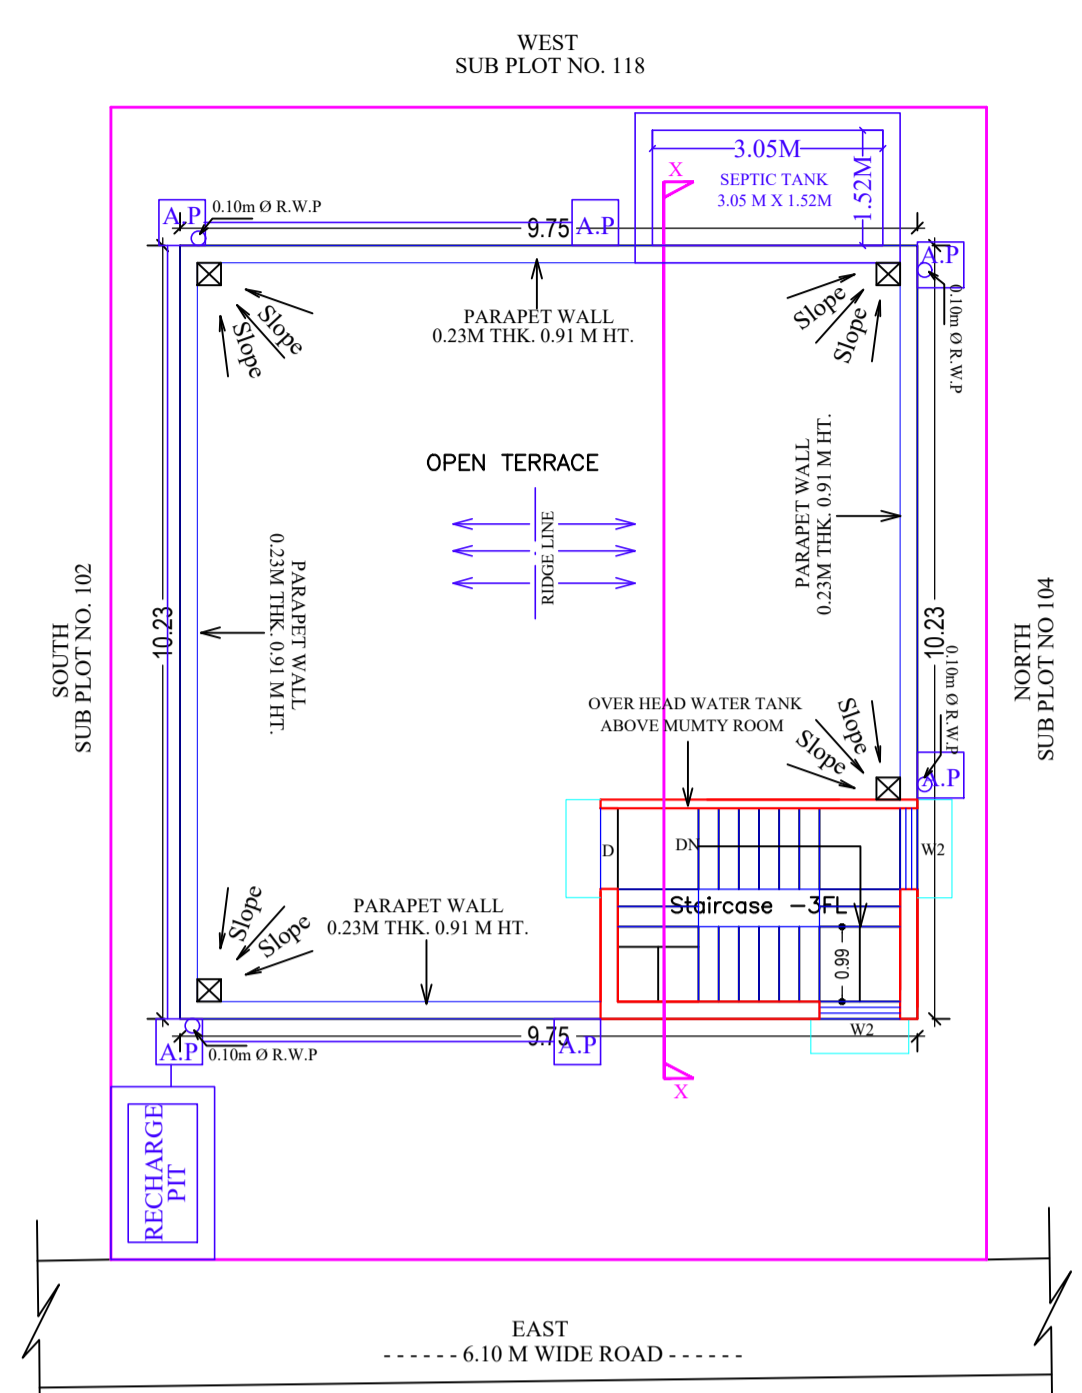 WEST
SUB PLOT NO. 118
3.05M
SEPTIC TANK
3.05 M X 1.52M
1.52M
X
A.P
0.10m Ø R.W.P
9.75
A.P
A.P
0.10m Ø R.W.P
Slope
Slope
PARAPET WALL
0.23M THK. 0.91 M HT.
Slope
Slope
OPEN TERRACE
RIDGE LINE
PARAPET WALL
0.23M THK. 0.91 M HT.
PARAPET WALL
0.23M THK. 0.91 M HT.
SOUTH
SUB PLOT NO. 102
10.23
10.23
NORTH
SUB PLOT NO 104
0.10m Ø R.W.P
OVER HEAD WATER TANK
ABOVE MUMTY ROOM
Slope
Slope
A.P
D
DN
W2
Staircase -3FL
0.99
Slope
Slope
PARAPET WALL
0.23M THK. 0.91 M HT.
W2
A.P
0.10m Ø R.W.P
9.75
A.P
X
RECHARGE
PIT
EAST
- - - - - - 6.10 M WIDE ROAD - - - - - -